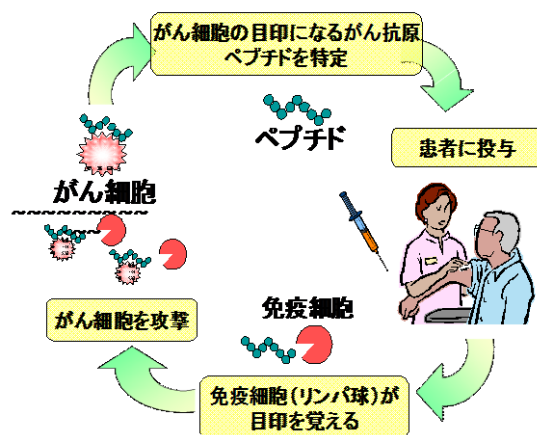 がん細胞の目印になるがん抗原
ペプチドを特定
ペプチド
患者に投与
がん細胞
免疫細胞
がん細胞を攻撃
免疫細胞(リンパ球)が
目印を覚える